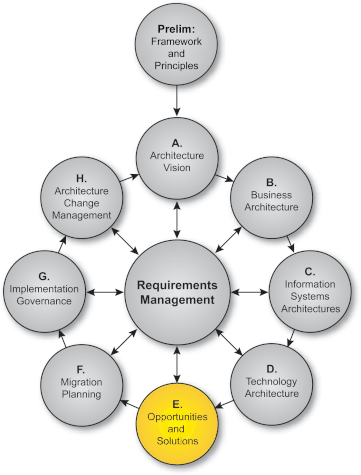 Prelim:
Framework
and
Principles
A.
Architecture
Vision
H.
Architecture
Change
Management
B.
Business
Architecture
G.
Implementation
Governance
Requirements
Management
C.
Information
Systems
Architectures
F.
Migration
Planning
D.
Technology
Architecture
E.
Opportunities
and
Solutions